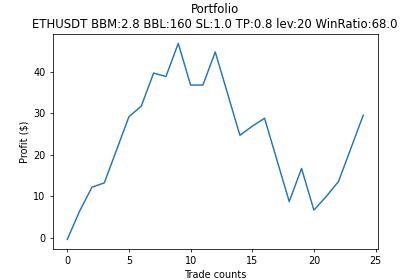 Portfolio
ETHUSDT BBM:2.8 BBL:160 SL:1.0 TP:0.8 lev:20 WinRatio:68.0
40
30
20
10
0
Profit ($)
0 5 10 15 20 25
Trade counts